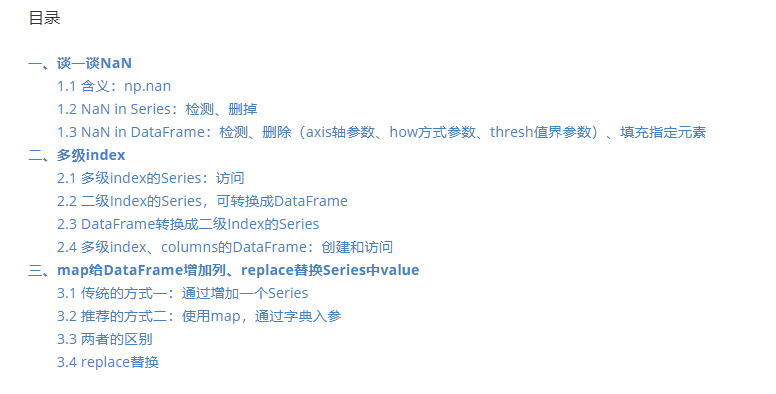 目录
一、谈一谈NaN
1.1 含义：np.nan
1.2 NaN in Series：检测、删掉
1.3 NaN in DataFrame：检测、删除（axis轴参数、how方式参数、thresh值界参数）、填充指定元素
二、多级index
2.1 多级index的Series：访问
2.2 二级Index的Series，可转换成DataFrame
2.3 DataFrame转换成二级Index的Series
2.4 多级index、columns的DataFrame：创建和访问
三、map给DataFrame增加列、replace替换Series中value
3.1 传统的方式一：通过增加一个Series
3.2 推荐的方式二：使用map，通过字典入参
3.3 两者的区别
3.4 replace替换